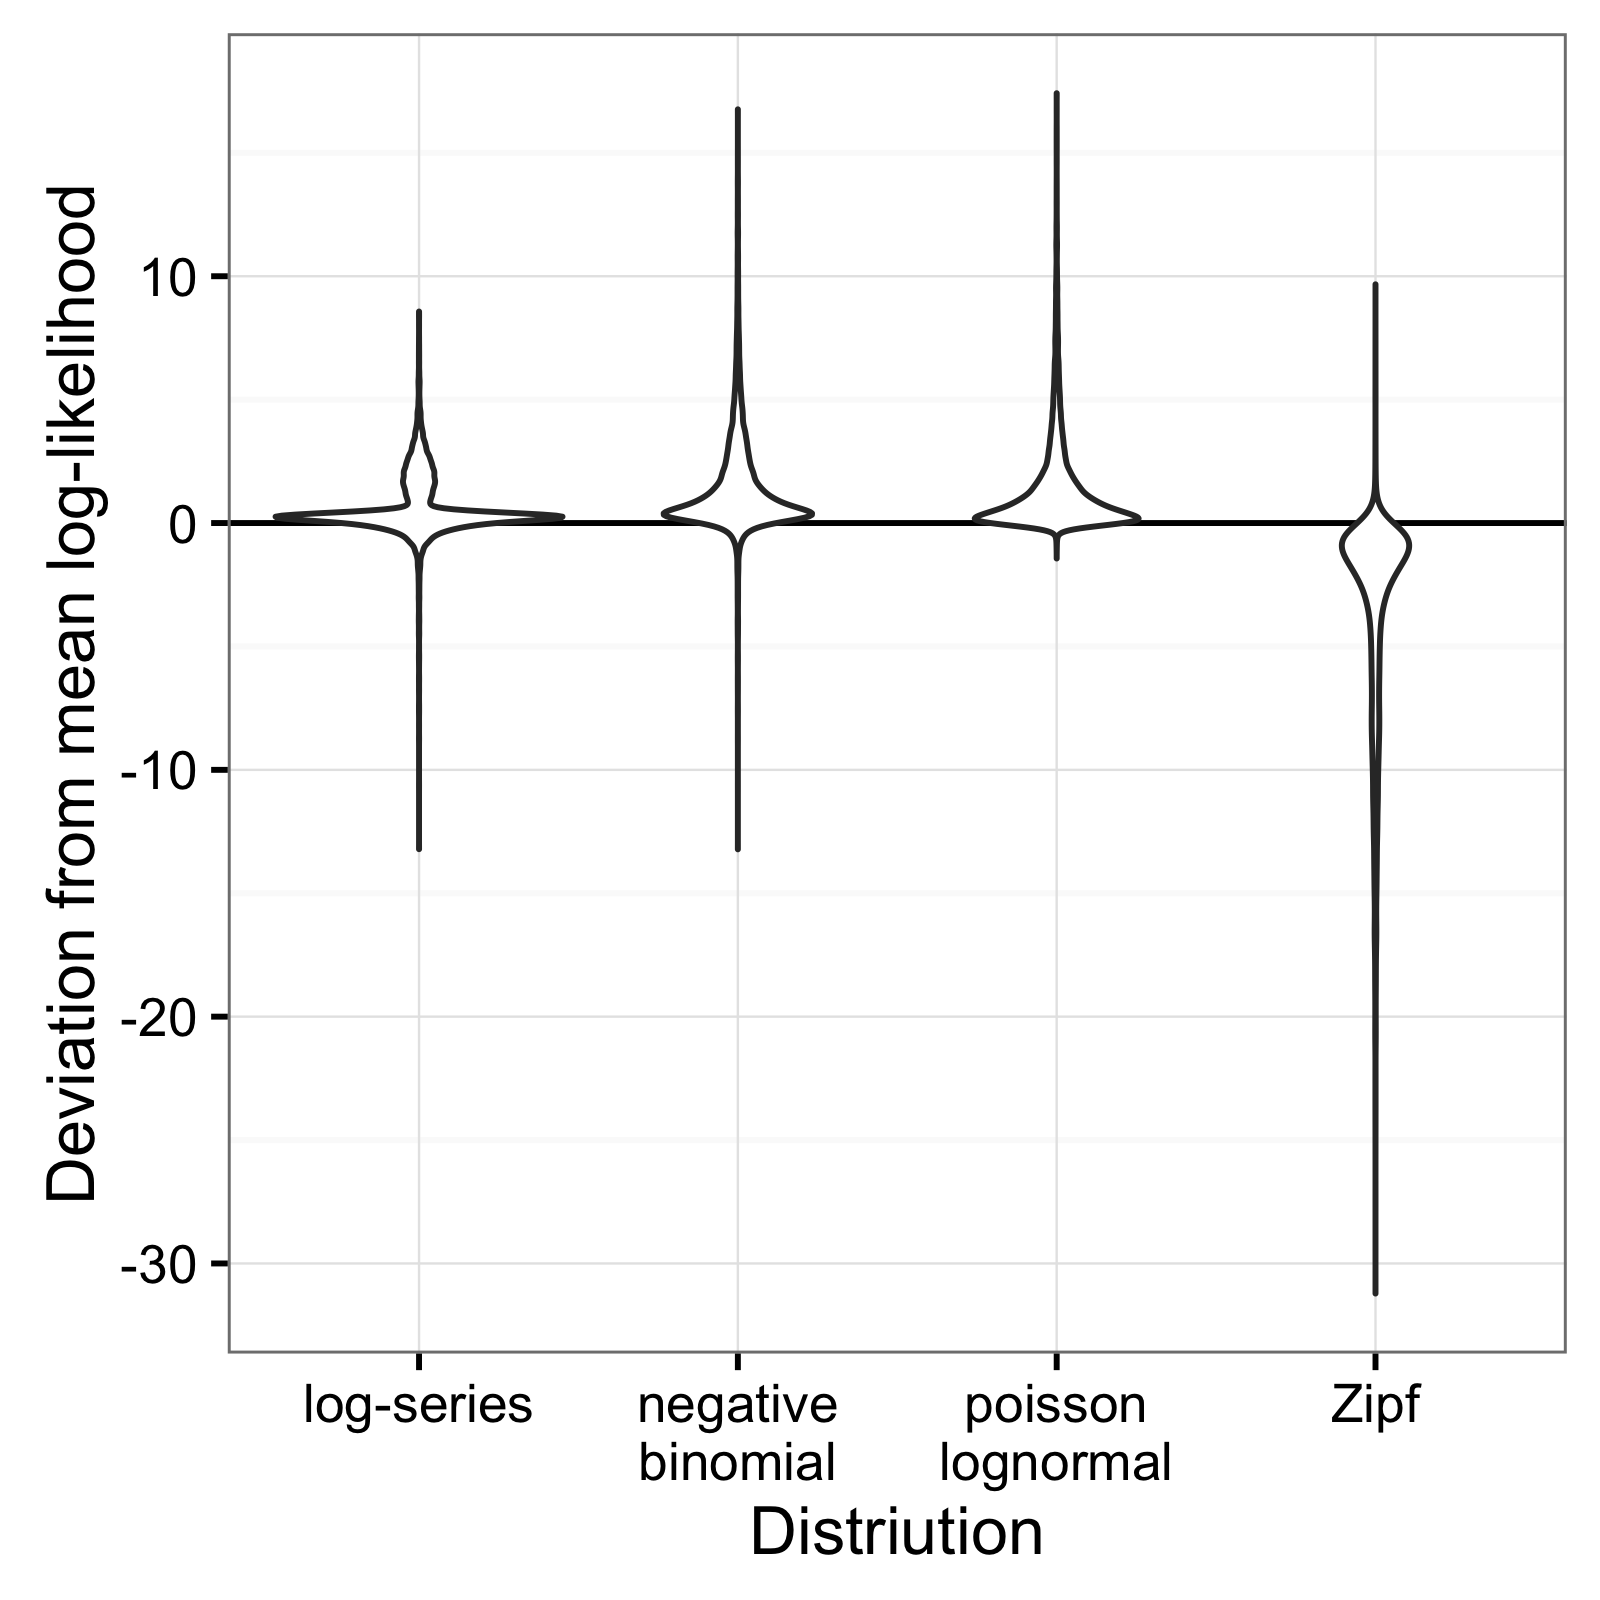 Deviation from mean log-likelihood
10
0
-10
-20
-30
log-series
negative
binomial
poisson
lognormal
Zipf
Distriution